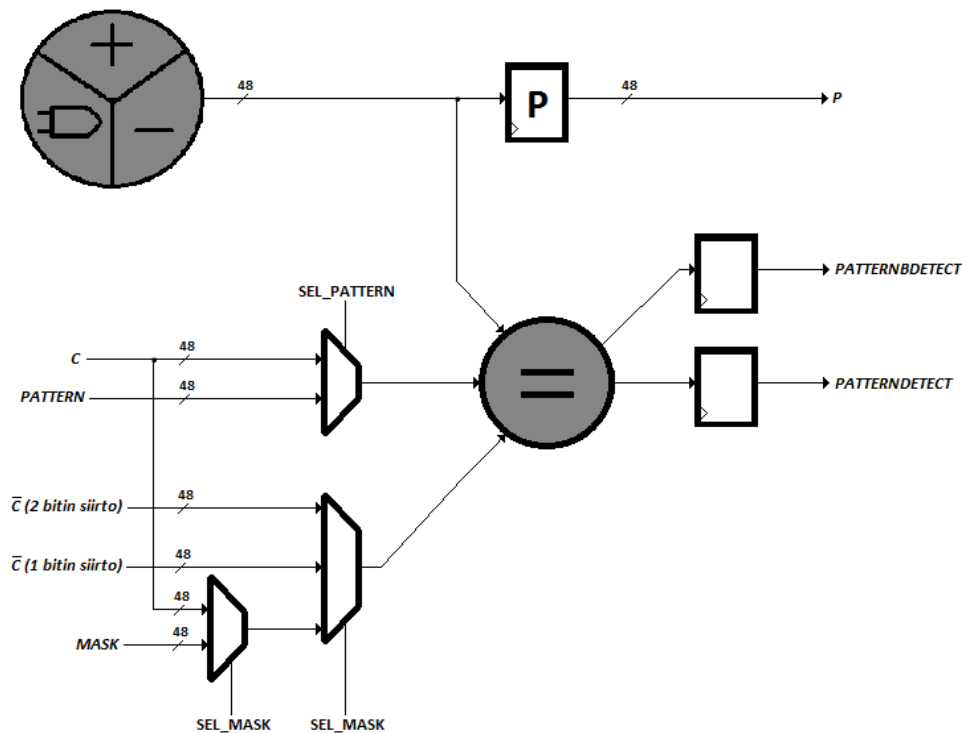 48
P
48
P
PATTERNBDETECT
SEL_PATTERN
C
48
PATTERN
48
PATTERNDETECT
C̅ (2 bitin siirto)
48
C̅ (1 bitin siirto)
48
48
MASK
48
SEL_MASK
SEL_MASK